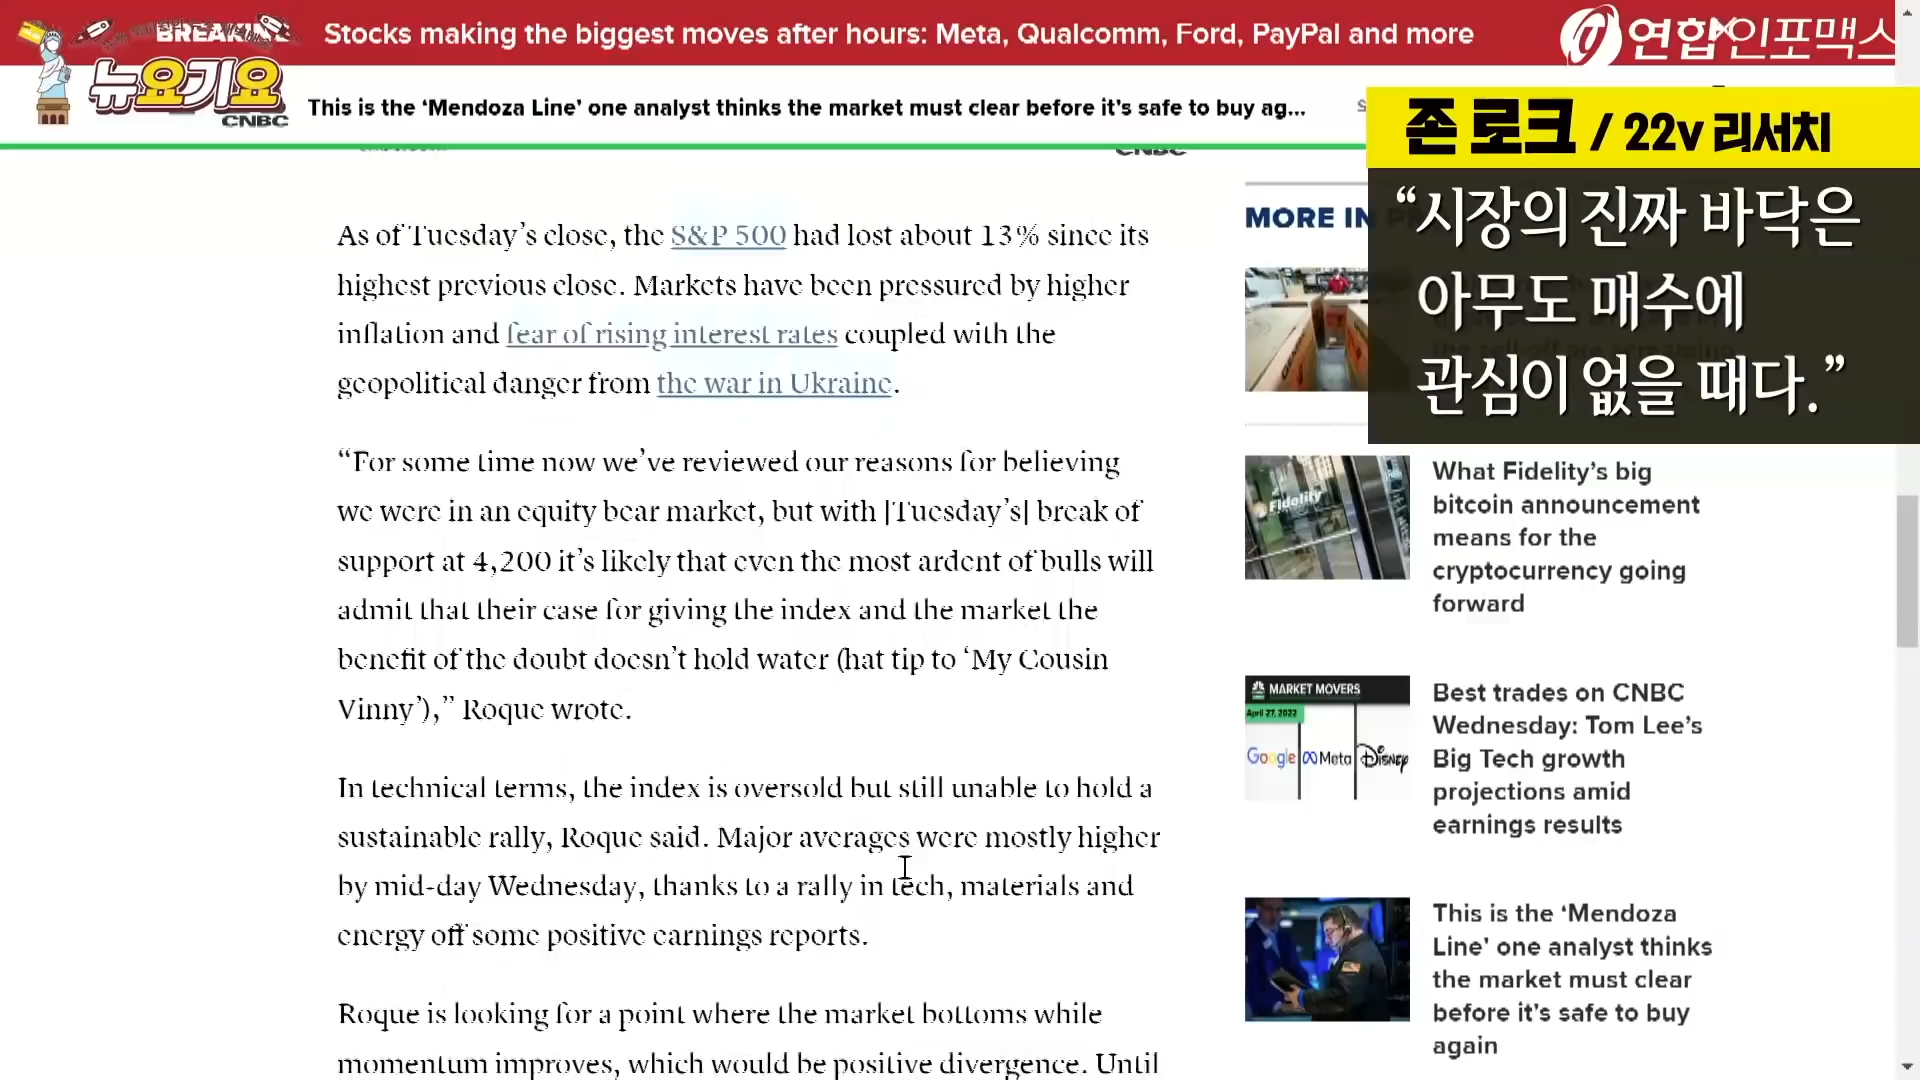 BREAKING
Stocks making the biggest moves after hours: Meta, Qualcomm, Ford, PayPal and more
연합인포맥스
뉴요기요
CNBC
This is the ‘Mendoza Line’ one analyst thinks the market must clear before it’s safe to buy ag...
존 로크 / 22v 리서치
“시장의 진짜 바닥은
아무도 매수에
관심이 없을 때다.”
CNBC
As of Tuesday’s close, the S&P 500 had lost about 13% since its
highest previous close. Markets have been pressured by higher
inflation and fear of rising interest rates coupled with the
geopolitical danger from the war in Ukraine.
“For some time now we’ve reviewed our reasons for believing
we were in an equity bear market, but with [Tuesday’s] break of
support at 4,200 it’s likely that even the most ardent of bulls will
admit that their case for giving the index and the market the
benefit of the doubt doesn’t hold water (hat tip to ‘My Cousin
Vinny’),” Roque wrote.
In technical terms, the index is oversold but still unable to hold a
sustainable rally, Roque said. Major averages were mostly higher
by mid-day Wednesday, thanks to a rally in tech, materials and
energy off some positive earnings reports.
Roque is looking for a point where the market bottoms while
momentum improves, which would be positive divergence. Until
MORE IN
Fidelity
What Fidelity’s big
bitcoin announcement
means for the
cryptocurrency going
forward
MARKET MOVERS
April 27, 2022
Google
Meta
Disney
Best trades on CNBC
Wednesday: Tom Lee’s
Big Tech growth
projections amid
earnings results
This is the ‘Mendoza
Line’ one analyst thinks
the market must clear
before it’s safe to buy
again